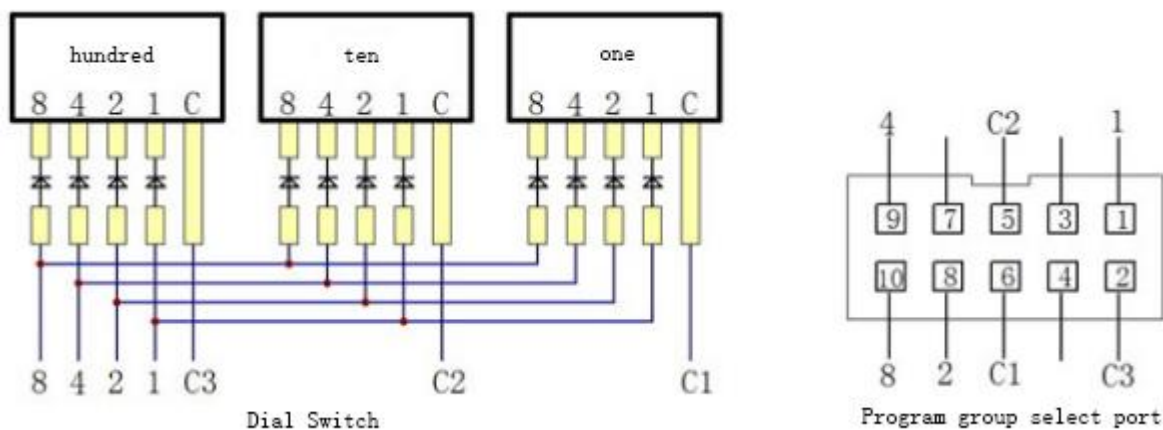 hundred ten one
8 4 2 1 C 8 4 2 1 C 8 4 2 1 C
8 4 2 1 C3 C2 C1
Dial Switch
4 C2 1
9 7 5 3 1
10 8 6 4 2
8 2 C1 C3
Program group select port